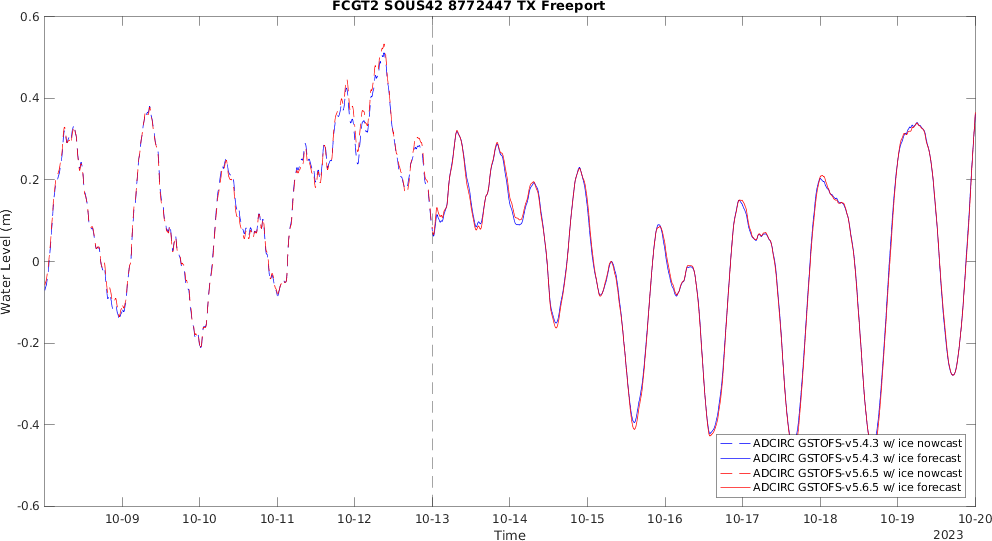 FCGT2 SOUS42 8772447 TX Freeport
0.6
0.4
0.2
0
-0.2
-0.4
-0.6
Water Level (m)
ADCIRC GSTOFS-v5.4.3 w/ ice nowcast
ADCIRC GSTOFS-v5.4.3 w/ ice forecast
ADCIRC GSTOFS-v5.6.5 w/ ice nowcast
ADCIRC GSTOFS-v5.6.5 w/ ice forecast
10-09 10-10 10-11 10-12 10-13 10-14 10-15 10-16 10-17 10-18 10-19 10-20
Time
2023